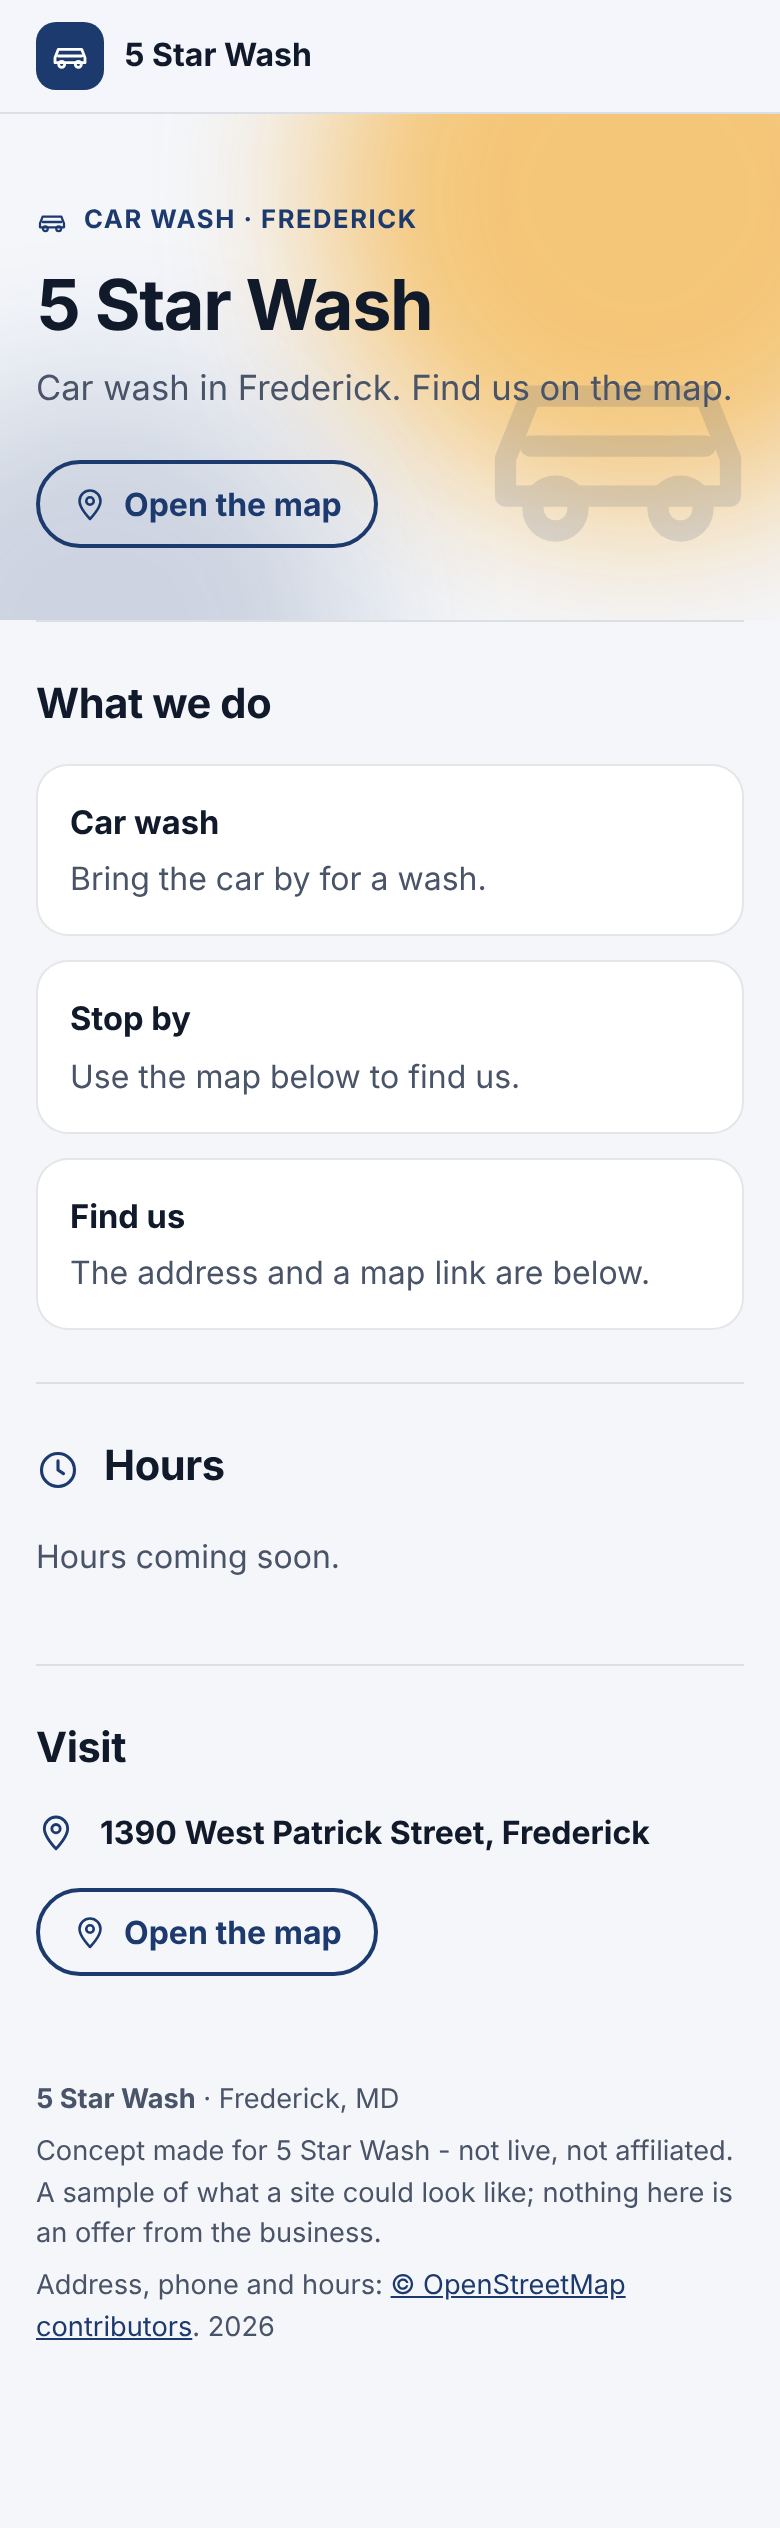 5 Star Wash
CAR WASH · FREDERICK
5 Star Wash
Car wash in Frederick. Find us on the map.
Open the map
What we do
Car wash
Bring the car by for a wash.
Stop by
Use the map below to find us.
Find us
The address and a map link are below.
Hours
Hours coming soon.
Visit
1390 West Patrick Street, Frederick
Open the map
5 Star Wash · Frederick, MD
Concept made for 5 Star Wash - not live, not affiliated.
A sample of what a site could look like; nothing here is
an offer from the business.
Address, phone and hours: © OpenStreetMap
contributors. 2026